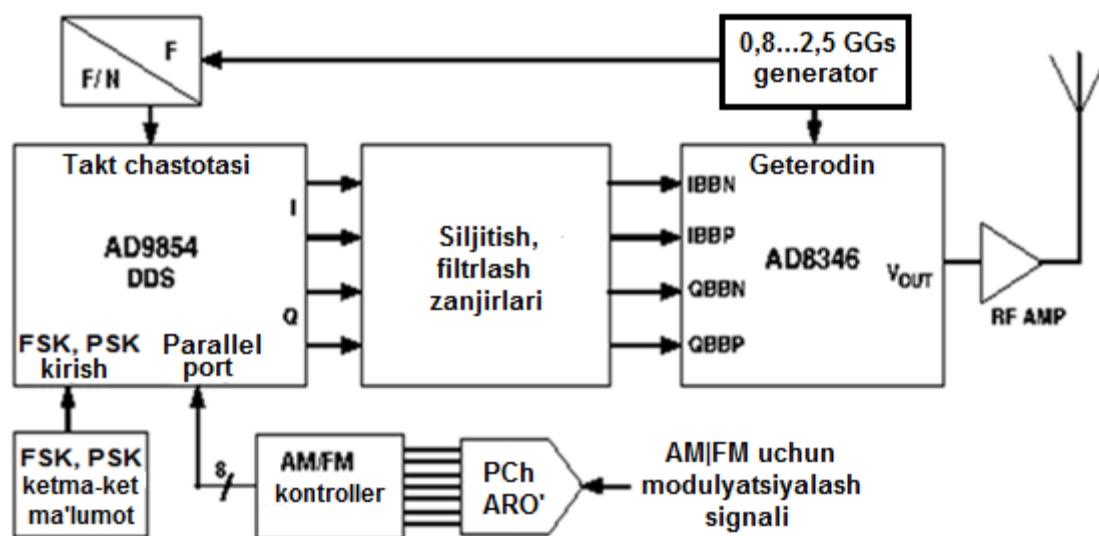 F
F/N
0,8...2,5 GGs
generator
Takt chastotasi
I
AD9854
DDS
Q
FSK, PSK
kirish
Parallel
port
Siljitish,
filtrlash
zanjirlari
Geterodin
IBBN
IBBP
AD8346
QBBN
QBBP
VOUT
RF AMP
FSK, PSK
ketma-ket
ma'lumot
8
AM/FM
kontroller
PCh
ARO'
AM|FM uchun
modulyatsiyalash
signali